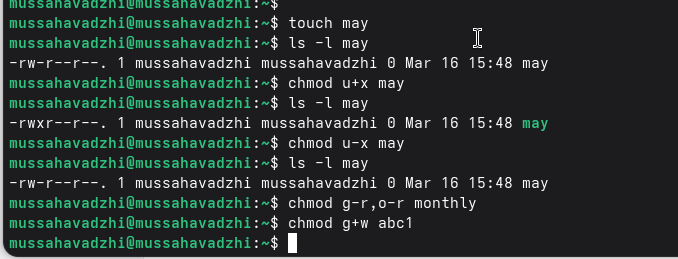 mussahavadzhi@mussahavadzhi:~$
mussahavadzhi@mussahavadzhi:~$ touch may
mussahavadzhi@mussahavadzhi:~$ ls -l may
-rw-r--r--. 1 mussahavadzhi mussahavadzhi 0 Mar 16 15:48 may
mussahavadzhi@mussahavadzhi:~$ chmod u+x may
mussahavadzhi@mussahavadzhi:~$ ls -l may
-rwxr--r--. 1 mussahavadzhi mussahavadzhi 0 Mar 16 15:48 may
mussahavadzhi@mussahavadzhi:~$ chmod u-x may
mussahavadzhi@mussahavadzhi:~$ ls -l may
-rw-r--r--. 1 mussahavadzhi mussahavadzhi 0 Mar 16 15:48 may
mussahavadzhi@mussahavadzhi:~$ chmod g-r,o-r monthly
mussahavadzhi@mussahavadzhi:~$ chmod g+w abc1
mussahavadzhi@mussahavadzhi:~$